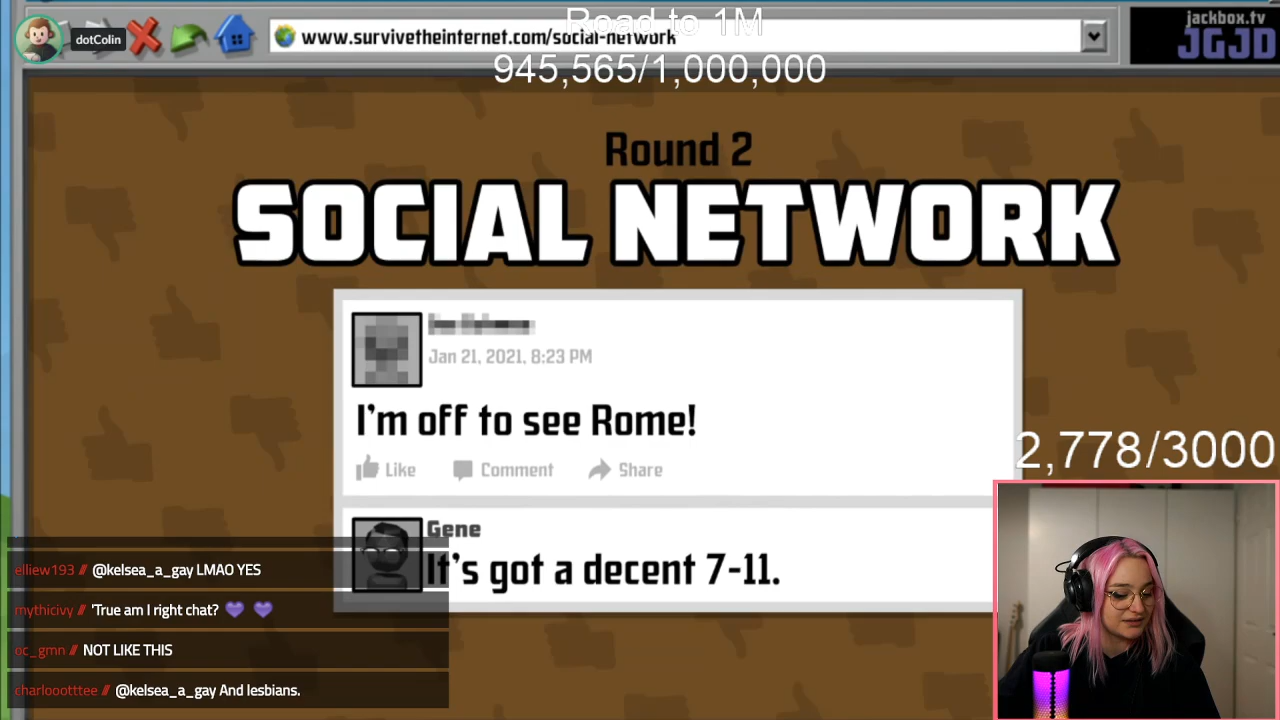 Road to 1M
dotColin
www.survivetheinternet.com/social-network
jackbox.tv
JGJD
945,565/1,000,000
Round 2
SOCIAL NETWORK
Jan 21, 2021, 8:23 PM
I'm off to see Rome!
Like Comment Share
2,778/3000
Gene
It's got a decent 7-11.
elliew193 // @kelsea_a_gay LMAO YES
mythicivy // 'True am I right chat? 💜 💜
oc_gmn // NOT LIKE THIS
charlooottteee // @kelsea_a_gay And lesbians.